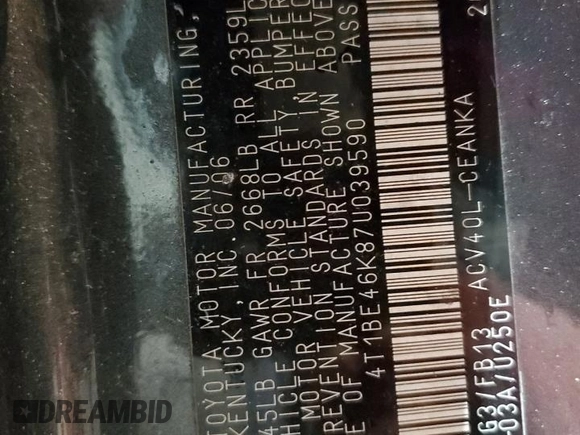 TOYOTA MOTOR MANUFACTURING,
KENTUCKY, INC. 06/06
45LB GAWR FR 2668LB RR 2359L
HICLE CONFORMS TO ALL APPLIC
MOTOR VEHICLE SAFETY, BUMPER
REVENTION STANDARDS IN EFFEC
E OF MANUFACTURE SHOWN ABOVE
4T1BE46K87U039590 PASS
ACV40L-CEANKA
G3/FB13
03A/U250E
DREAMBID